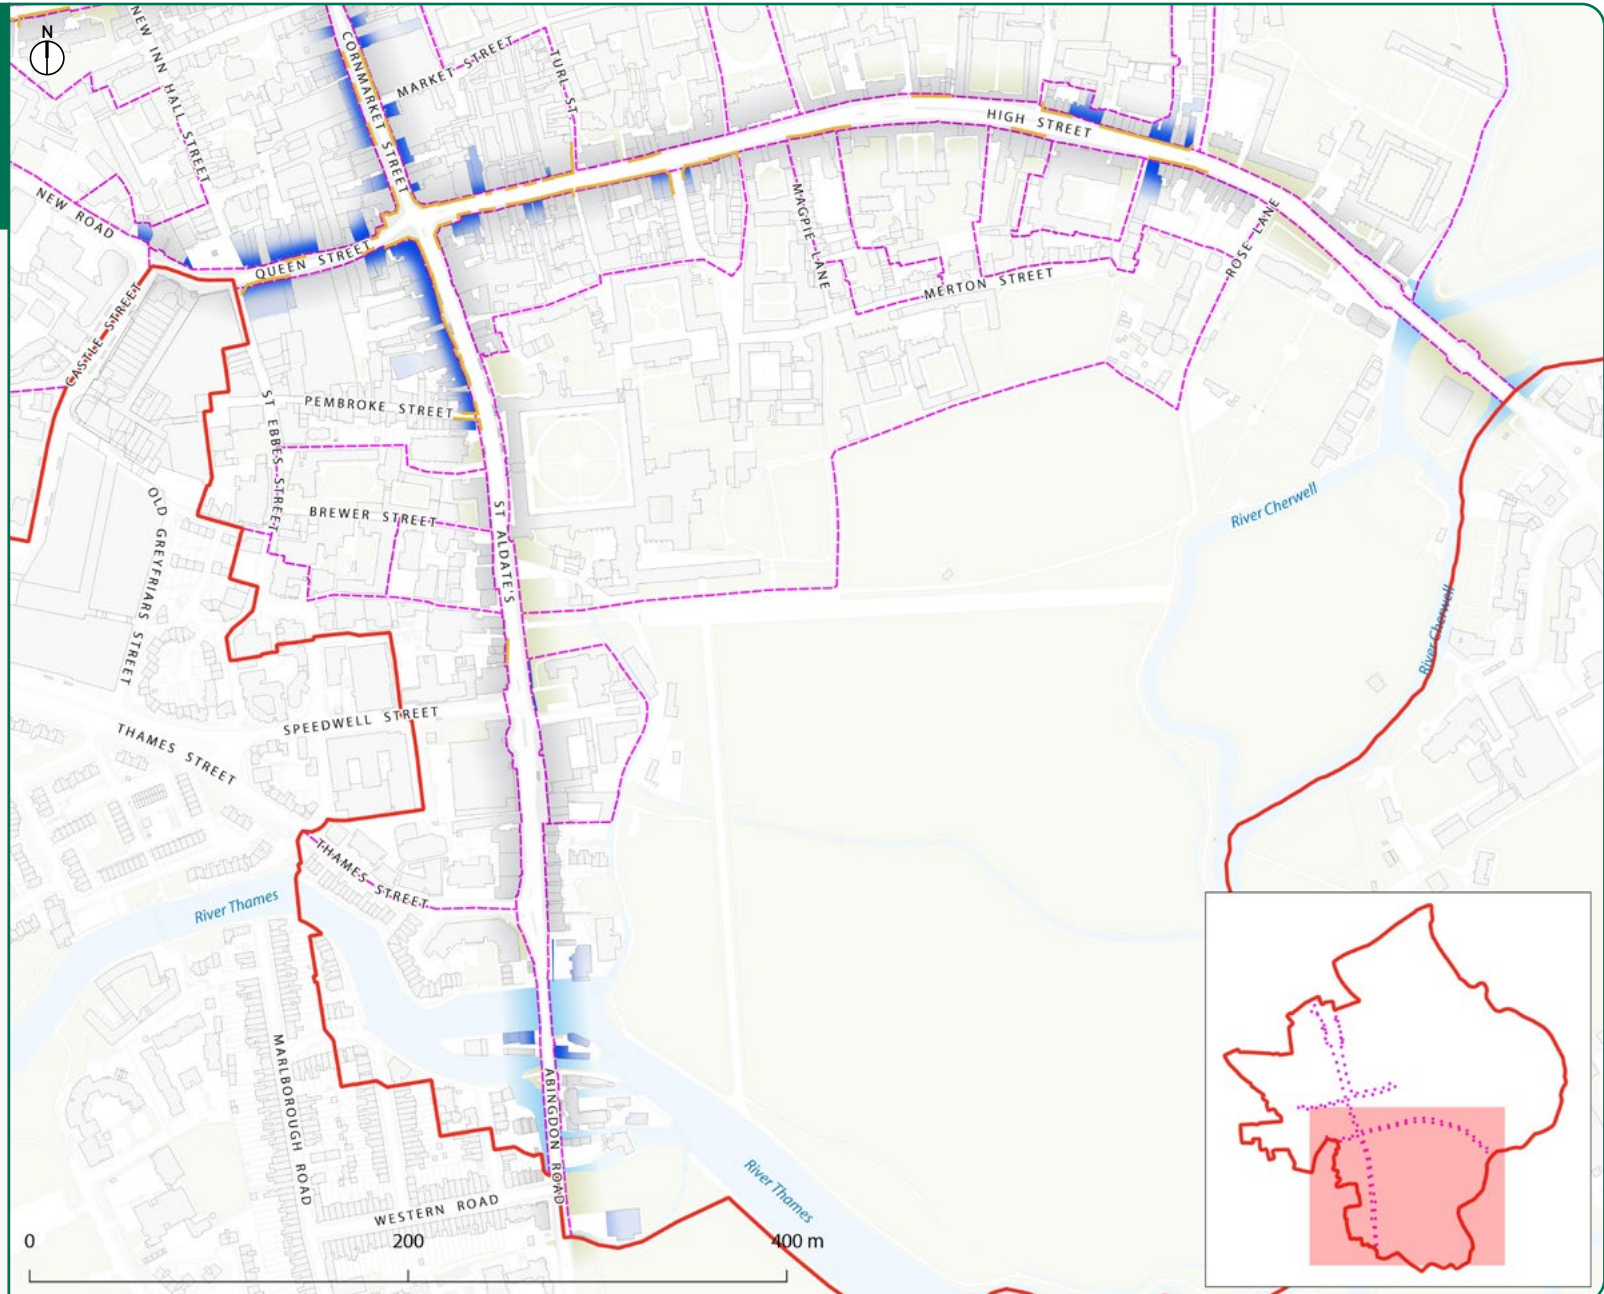 N
NEW INN HALL STREET
CORNMARKET STREET
MARKET STREET
TURL ST.
HIGH STREET
NEW ROAD
QUEEN STREET
MAGPIE LANE
ROSE LANE
MERTON STREET
CASTLE STREET
ST EBBES STREET
PEMBROKE STREET
OLD GREYFRIARS STREET
BREWER STREET
ST ALDATE'S
River Cherwell
River Cherwell
SPEEDWELL STREET
THAMES STREET
THAMES STREET
River Thames
MARLBOROUGH ROAD
ABINGDON ROAD
River Thames
WESTERN ROAD
0 200 400 m